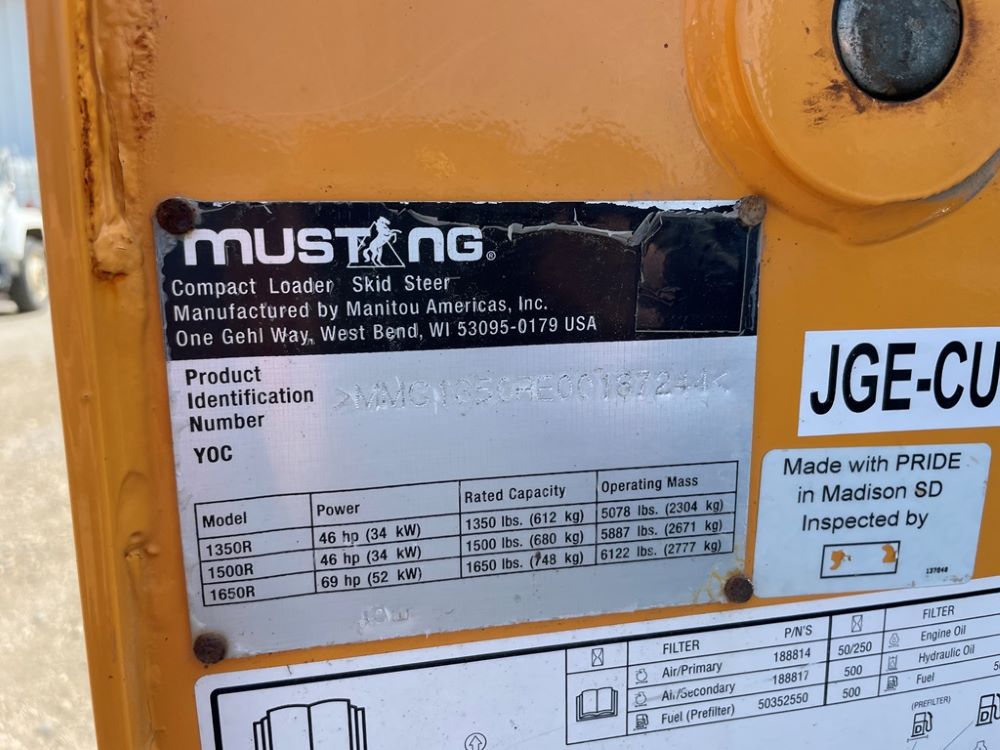 MUSTANG®
Compact Loader Skid Steer
Manufactured by Manitou Americas, Inc.
One Gehl Way, West Bend, WI 53095-0179 USA
Product
Identification
Number
YOC
Model Power Rated Capacity Operating Mass
1350R 46 hp (34 kW) 1350 lbs. (612 kg) 5078 lbs. (2304 kg)
1500R 46 hp (34 kW) 1500 lbs. (680 kg) 5887 lbs. (2671 kg)
1650R 69 hp (52 kW) 1650 lbs. (748 kg) 6122 lbs. (2777 kg)
JGE-CU
Made with PRIDE
in Madison SD
Inspected by
137048
FILTER P/N'S FILTER
Air/Primary 188814 50/250 Engine Oil
Air/Secondary 188817 500 Hydraulic Oil
Fuel (Prefilter) 50352550 500 Fuel
(PREFILTER)